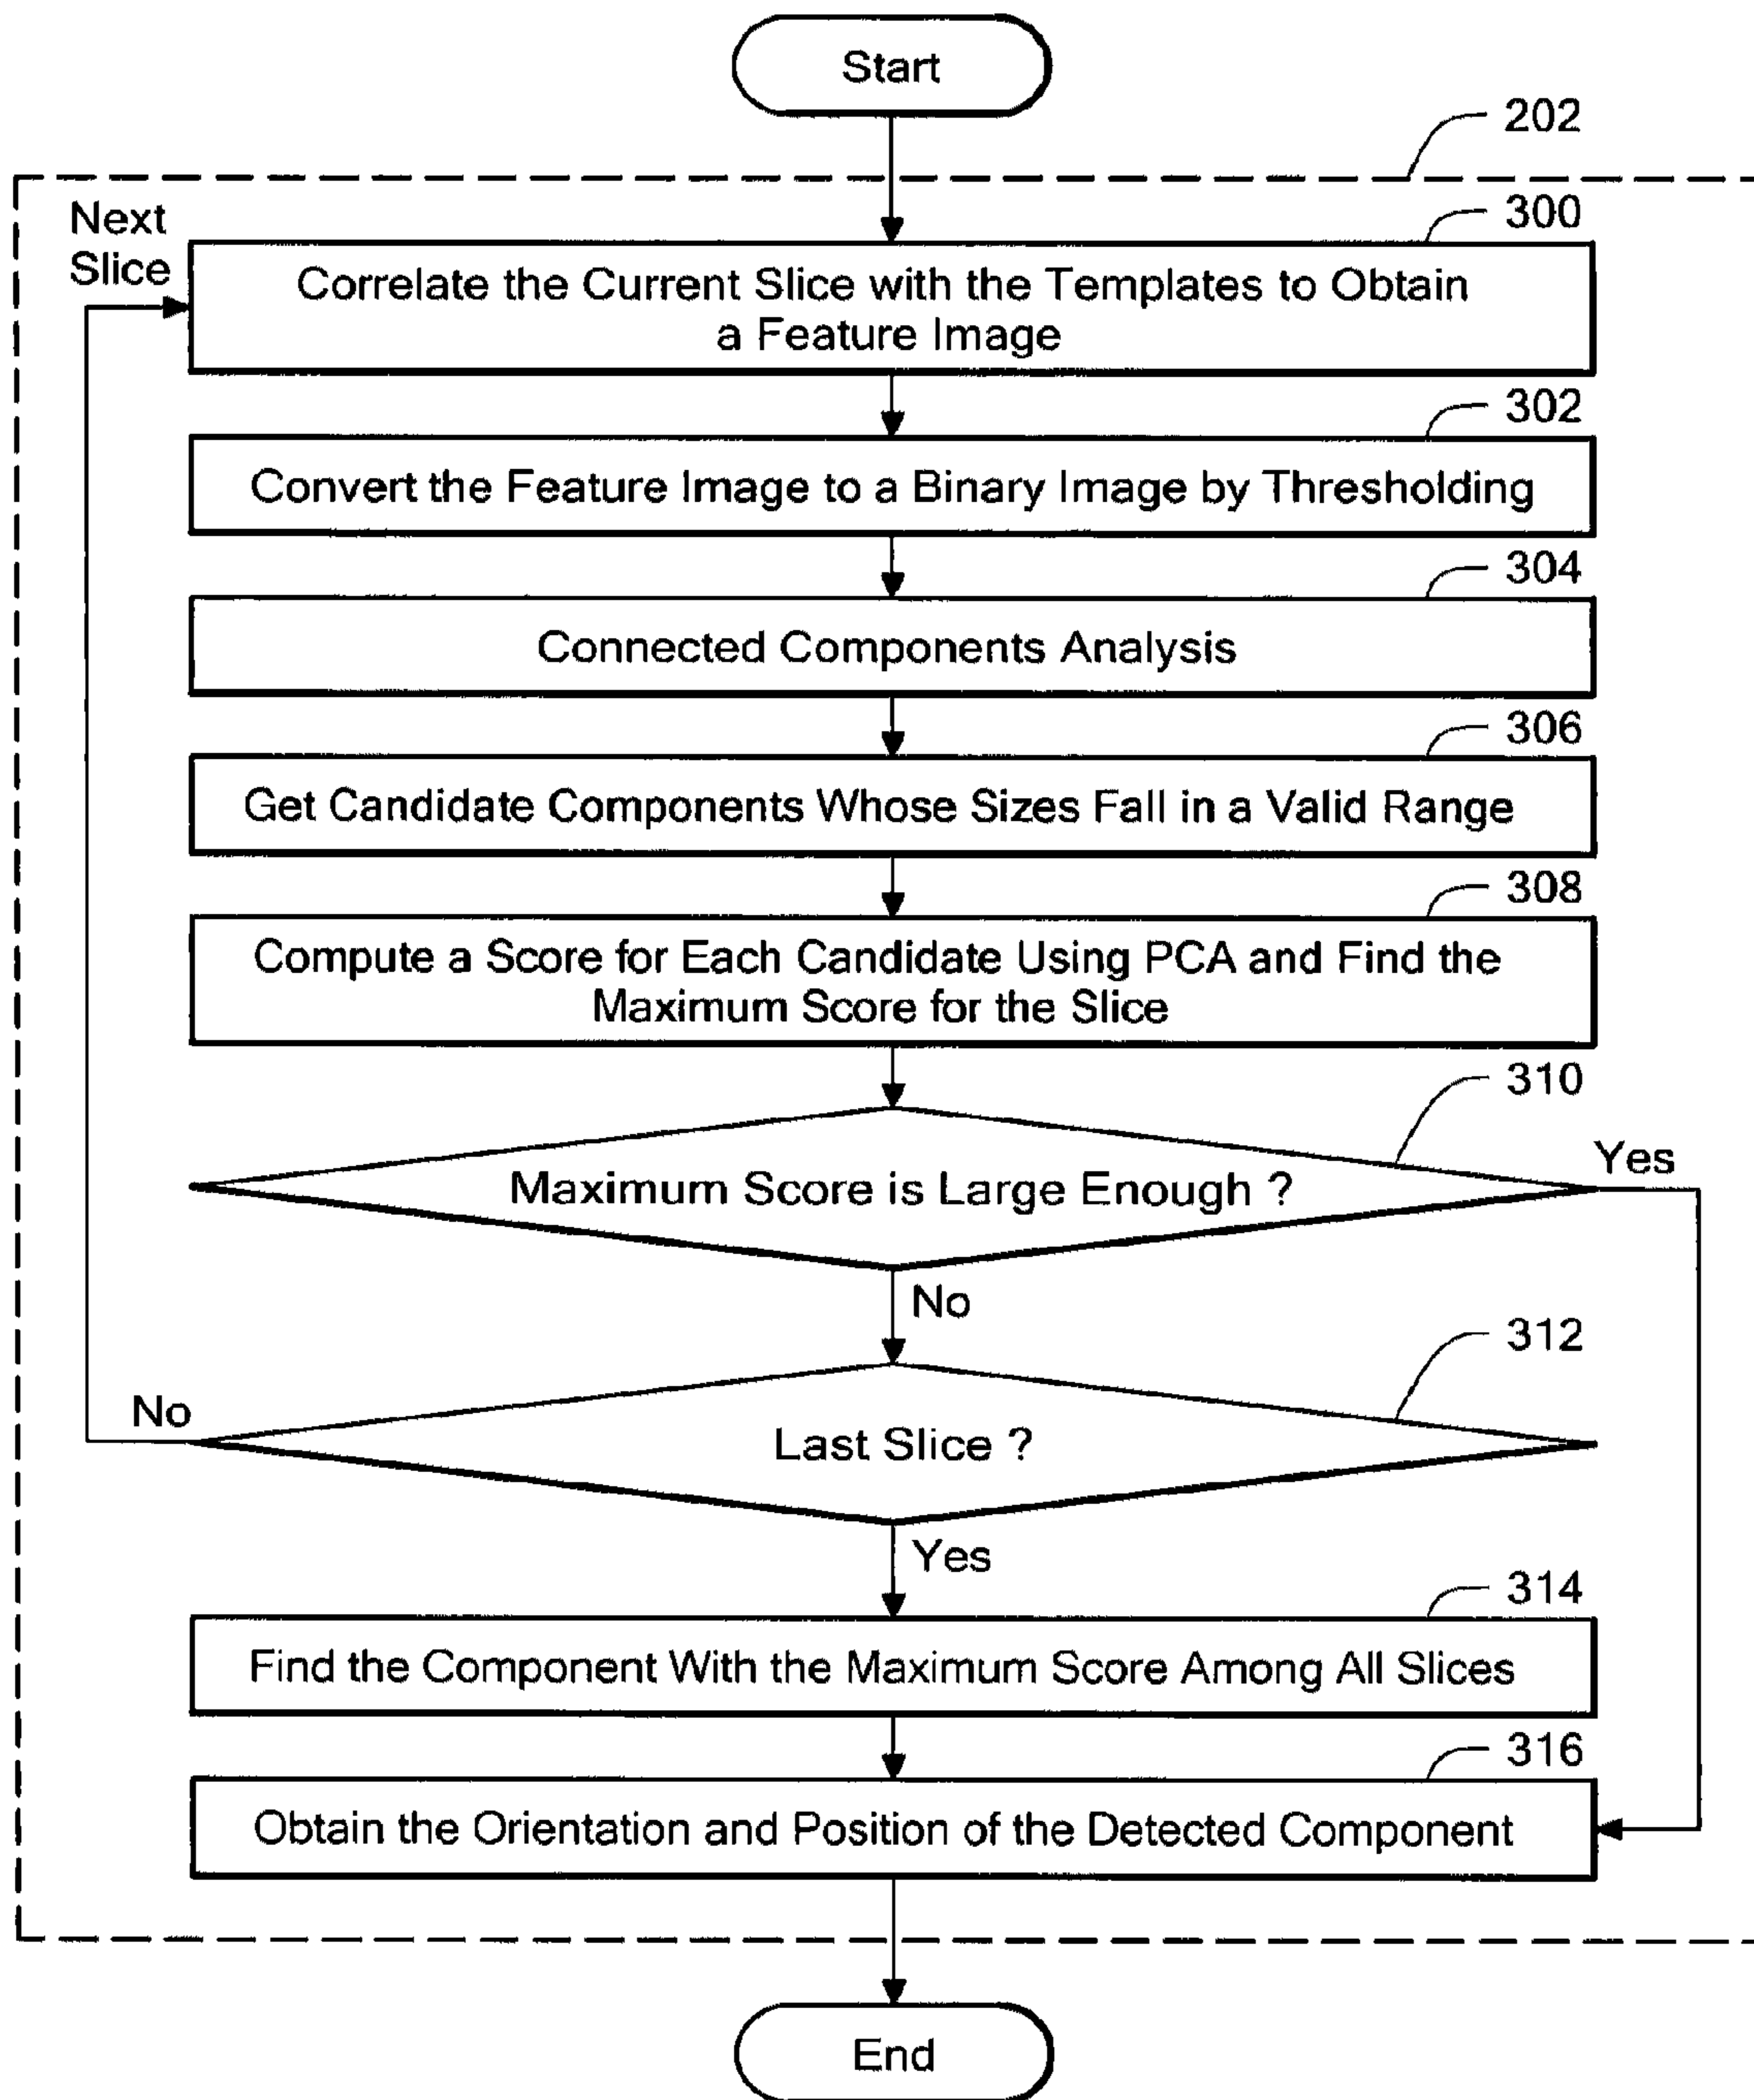 Start
202
Next
Slice
300
Correlate the Current Slice with the Templates to Obtain
a Feature Image
302
Convert the Feature Image to a Binary Image by Thresholding
304
Connected Components Analysis
306
Get Candidate Components Whose Sizes Fall in a Valid Range
308
Compute a Score for Each Candidate Using PCA and Find the
Maximum Score for the Slice
310
Maximum Score is Large Enough ?
Yes
No
312
Last Slice ?
No
Yes
314
Find the Component With the Maximum Score Among All Slices
316
Obtain the Orientation and Position of the Detected Component
End